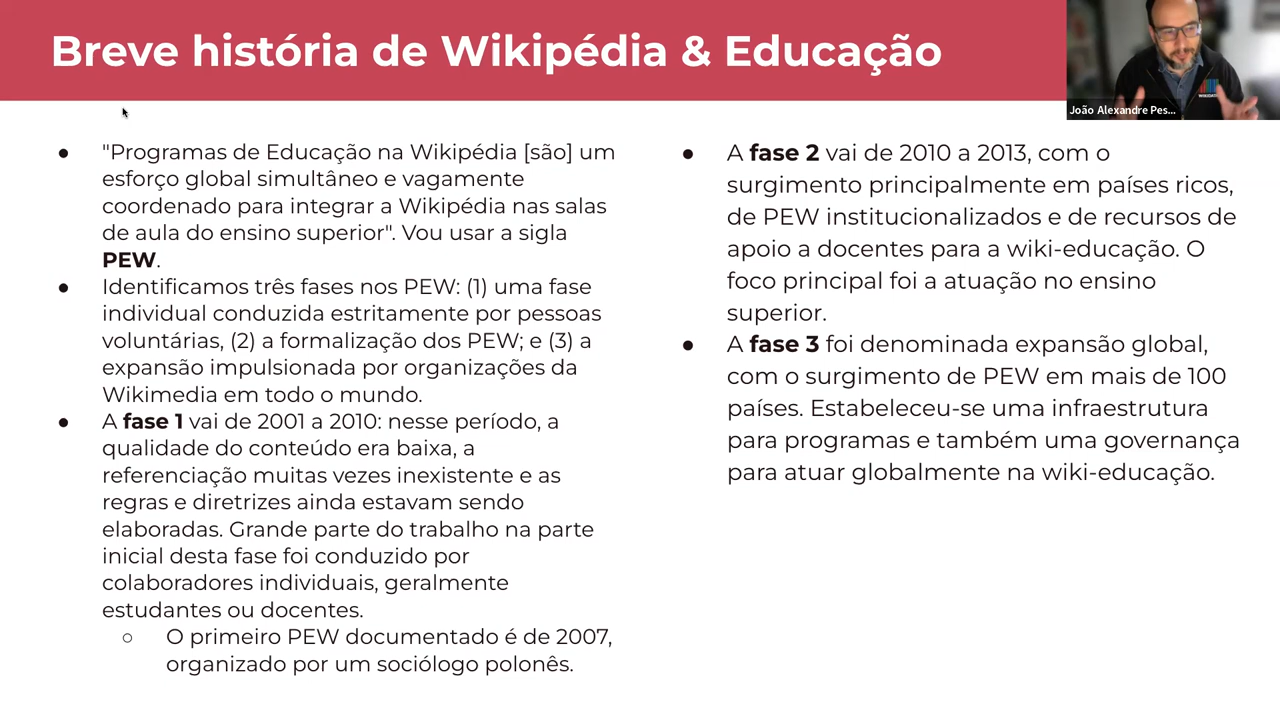 Breve história de Wikipédia & Educação
João Alexandre Pes...
● "Programas de Educação na Wikipédia [são] um
esforço global simultâneo e vagamente
coordenado para integrar a Wikipédia nas salas
de aula do ensino superior". Vou usar a sigla
PEW.
● Identificamos três fases nos PEW: (1) uma fase
individual conduzida estritamente por pessoas
voluntárias, (2) a formalização dos PEW; e (3) a
expansão impulsionada por organizações da
Wikimedia em todo o mundo.
● A fase 1 vai de 2001 a 2010: nesse período, a
qualidade do conteúdo era baixa, a
referenciação muitas vezes inexistente e as
regras e diretrizes ainda estavam sendo
elaboradas. Grande parte do trabalho na parte
inicial desta fase foi conduzido por
colaboradores individuais, geralmente
estudantes ou docentes.
○ O primeiro PEW documentado é de 2007,
organizado por um sociólogo polonês.
● A fase 2 vai de 2010 a 2013, com o
surgimento principalmente em países ricos,
de PEW institucionalizados e de recursos de
apoio a docentes para a wiki-educação. O
foco principal foi a atuação no ensino
superior.
● A fase 3 foi denominada expansão global,
com o surgimento de PEW em mais de 100
países. Estabeleceu-se uma infraestrutura
para programas e também uma governança
para atuar globalmente na wiki-educação.